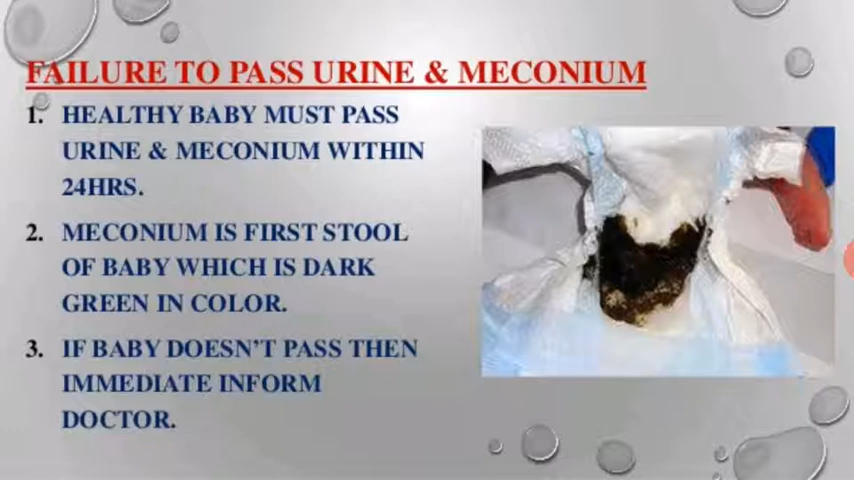 FAILURE TO PASS URINE & MECONIUM
1. HEALTHY BABY MUST PASS
URINE & MECONIUM WITHIN
24HRS.
2. MECONIUM IS FIRST STOOL
OF BABY WHICH IS DARK
GREEN IN COLOR.
3. IF BABY DOESN'T PASS THEN
IMMEDIATE INFORM
DOCTOR.